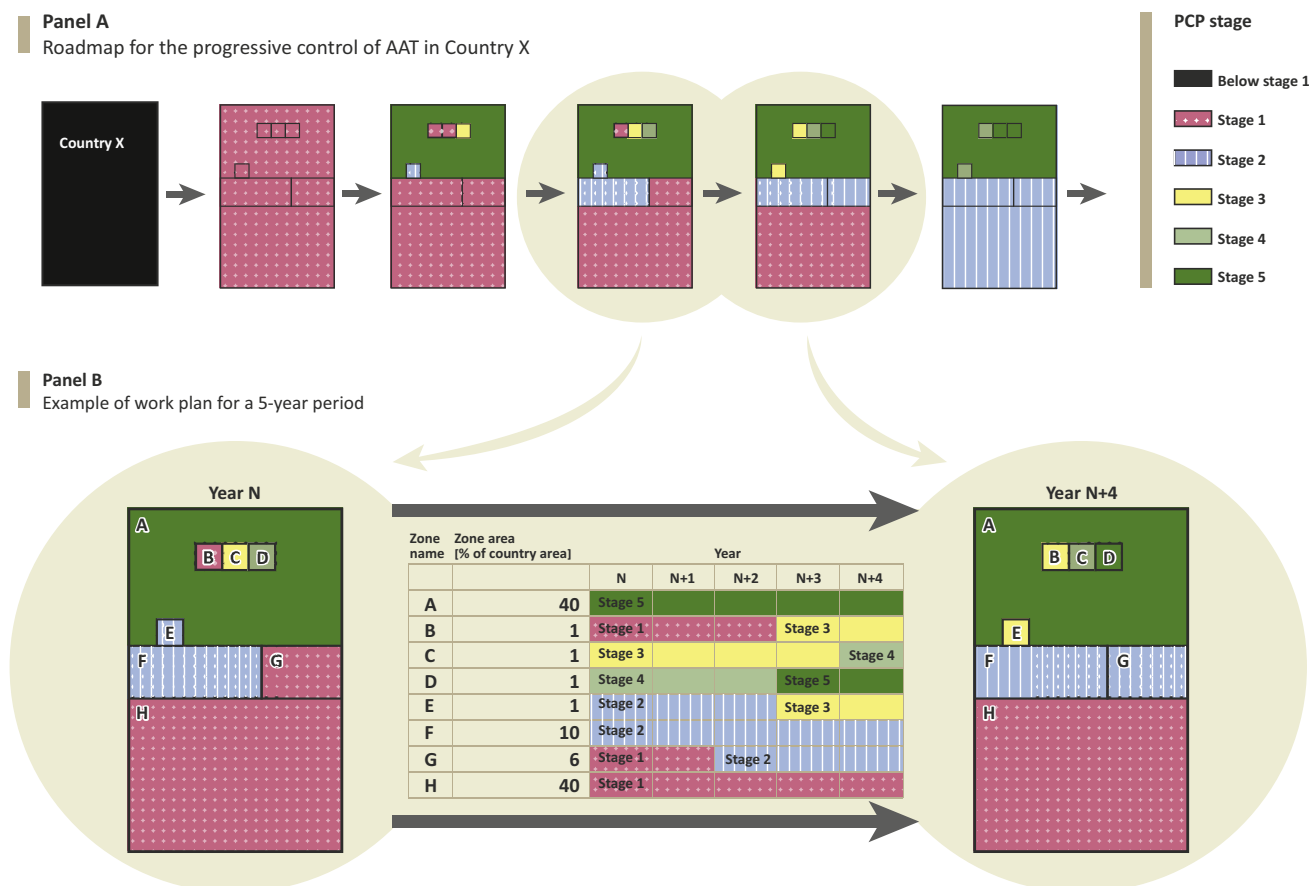 Panel A
Roadmap for the progressive control of AAT in Country X
PCP stage
Below stage 1
Stage 1
Stage 2
Stage 3
Stage 4
Stage 5
Country X
Panel B
Example of work plan for a 5-year period
Year N
A
B C D
E
F G
H
Zone name Zone area [% of country area] Year
N N+1 N+2 N+3 N+4
A 40 Stage 5
B 1 Stage 1 Stage 3
C 1 Stage 3 Stage 4
D 1 Stage 4 Stage 5
E 1 Stage 2 Stage 3
F 10 Stage 2
G 6 Stage 1 Stage 2
H 40 Stage 1
Year N+4
A
B C D
E
F G
H